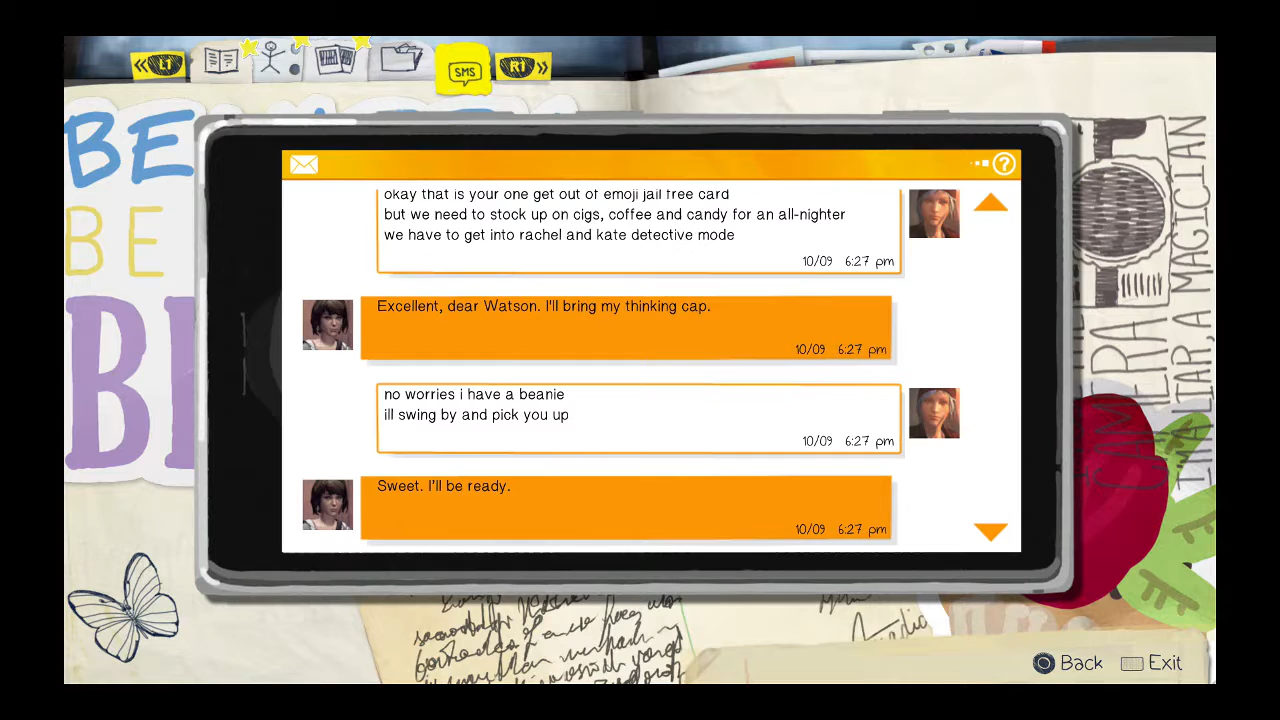 L1
SMS
R1
okay that is your one get out of emoji jail free card
but we need to stock up on cigs, coffee and candy for an all-nighter
we have to get into rachel and kate detective mode
10/09 6:27 pm
Excellent, dear Watson. I'll bring my thinking cap.
10/09 6:27 pm
no worries i have a beanie
ill swing by and pick you up
10/09 6:27 pm
Sweet. I'll be ready.
10/09 6:27 pm
BE
BE
I'M A LIAR, A MAGICIAN
Back
Exit